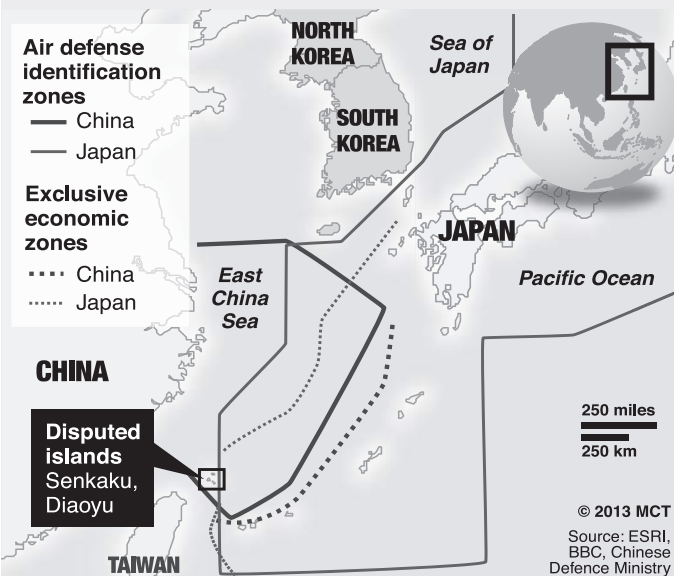 Air defense
identification
zones
China
Japan
Exclusive
economic
zones
China
Japan
NORTH
KOREA
Sea of
Japan
SOUTH
KOREA
JAPAN
East
China
Sea
Pacific Ocean
CHINA
Disputed
islands
Senkaku,
Diaoyu
TAIWAN
250 miles
250 km
© 2013 MCT
Source: ESRI,
BBC, Chinese
Defence Ministry